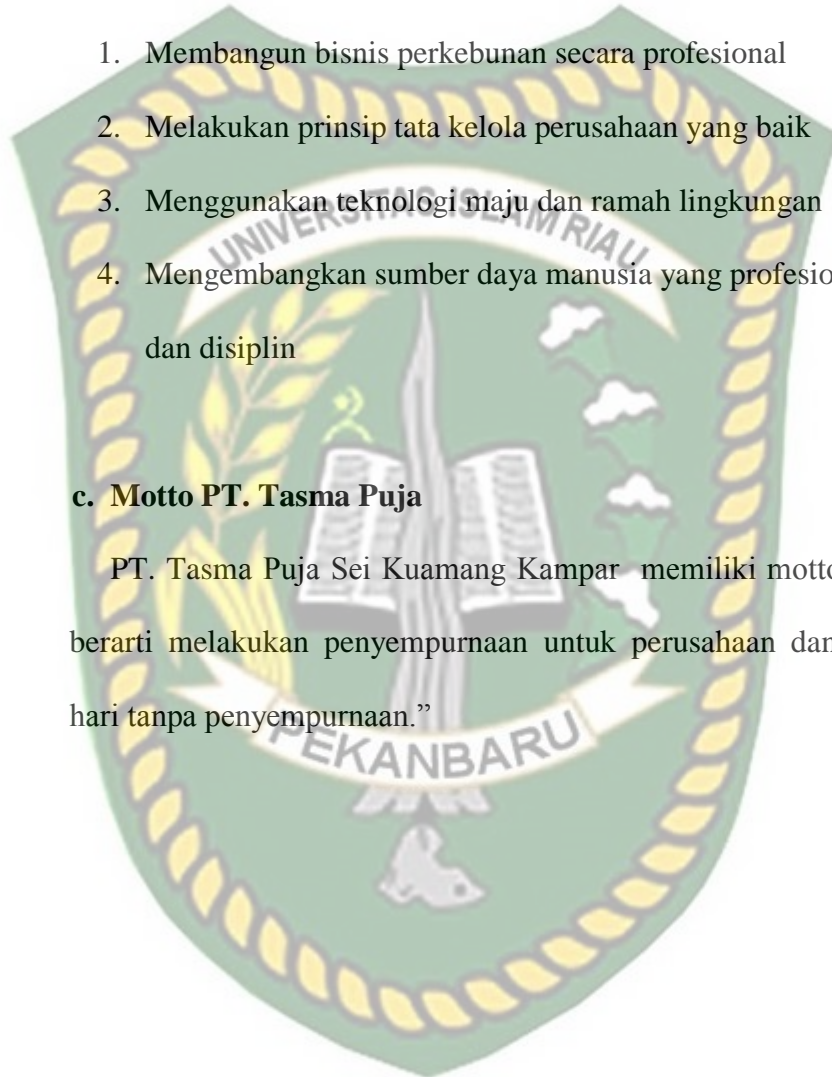 1. Membangun bisnis perkebunan secara profesional
2. Melakukan prinsip tata kelola perusahaan yang baik
3. Menggunakan teknologi maju dan ramah lingkungan
UNIVERSITAS ISLAM RIAU
4. Mengembangkan sumber daya manusia yang profesio
dan disiplin
c. Motto PT. Tasma Puja
PT. Tasma Puja Sei Kuamang Kampar memiliki motto
berarti melakukan penyempurnaan untuk perusahaan dan
hari tanpa penyempurnaan.”
PEKANBARU